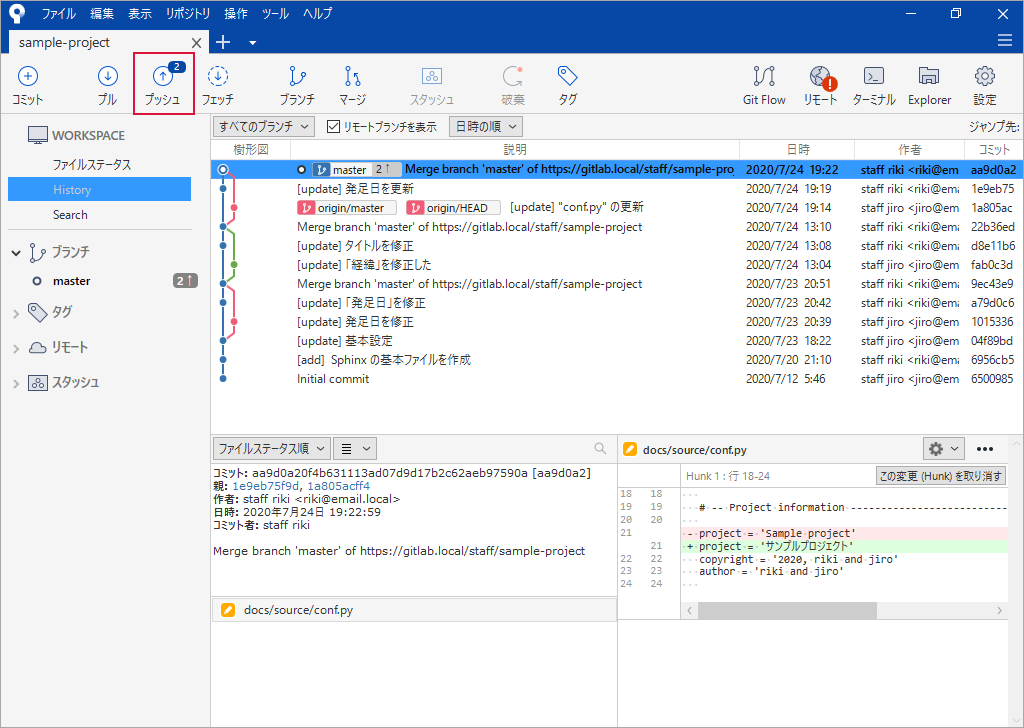 ファイル 編集 表示 リポジトリ 操作 ツール ヘルプ
sample-project
2
コミット プル プッシュ フェッチ ブランチ マージ スタッシュ 破棄 タグ Git Flow リモート ターミナル Explorer 設定
WORKSPACE
ファイルステータス
History
Search
ブランチ
master 2↑
タグ
リモート
スタッシュ
すべてのブランチ リモートブランチを表示 日時の順 ジャンプ先:
樹形図 説明 日時 作者 コミット
master 2↑ Merge branch 'master' of https://gitlab.local/staff/sample-pro 2020/7/24 19:22 staff riki <riki@em aa9d0a2
[update] 発足日を更新 2020/7/24 19:19 staff riki <riki@ema 1e9eb75
origin/master origin/HEAD [update] "conf.py" の更新 2020/7/24 19:14 staff jiro <jiro@em 1a805ac
Merge branch 'master' of https://gitlab.local/staff/sample-project 2020/7/24 13:10 staff riki <riki@ema 22b36ed
[update] タイトルを修正 2020/7/24 13:08 staff riki <riki@ema d8e11b6
[update] 「経緯」を修正した 2020/7/24 13:04 staff jiro <jiro@em fab0c3d
Merge branch 'master' of https://gitlab.local/staff/sample-project 2020/7/23 20:51 staff riki <riki@ema 9ec43e9
[update] 「発足日」を修正 2020/7/23 20:42 staff riki <riki@ema a79d0c6
[update] 発足日を修正 2020/7/23 20:39 staff jiro <jiro@em 1015336
[update] 基本設定 2020/7/23 18:22 staff jiro <jiro@em 04f89bd
[add] Sphinx の基本ファイルを作成 2020/7/20 21:10 staff riki <riki@ema 6956cb5
Initial commit 2020/7/12 5:46 staff jiro <jiro@em 6500985
ファイルステータス順
コミット: aa9d0a20f4b631113ad07d9d17b2c62aeb97590a [aa9d0a2]
親: 1e9eb75f9d, 1a805acff4
作者: staff riki <riki@email.local>
日時: 2020年7月24日 19:22:59
コミット者: staff riki
Merge branch 'master' of https://gitlab.local/staff/sample-project
docs/source/conf.py
docs/source/conf.py
Hunk 1 : 行 18-24 この変更 (Hunk) を取り消す
18 18
19 19 # -- Project information --------------------------
20 20
21 - project = 'Sample project'
21 + project = 'サンプルプロジェクト'
22 22 copyright = '2020, riki and jiro'
23 23 author = 'riki and jiro'
24 24